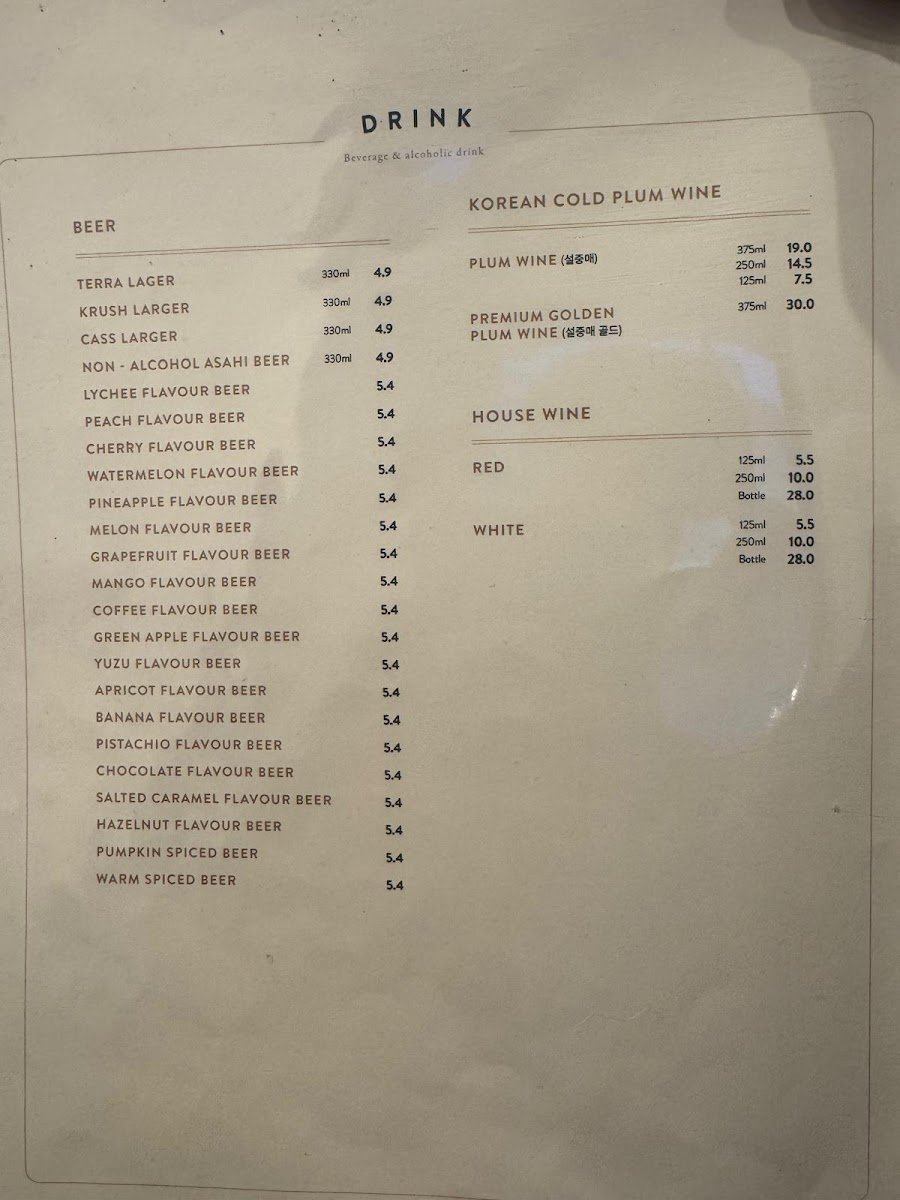 DRINK
Beverage & alcoholic drink
BEER
TERRA LAGER 330ml 4.9
KRUSH LARGER 330ml 4.9
CASS LARGER 330ml 4.9
NON - ALCOHOL ASAHI BEER 330ml 4.9
LYCHEE FLAVOUR BEER 5.4
PEACH FLAVOUR BEER 5.4
CHERRY FLAVOUR BEER 5.4
WATERMELON FLAVOUR BEER 5.4
PINEAPPLE FLAVOUR BEER 5.4
MELON FLAVOUR BEER 5.4
GRAPEFRUIT FLAVOUR BEER 5.4
MANGO FLAVOUR BEER 5.4
COFFEE FLAVOUR BEER 5.4
GREEN APPLE FLAVOUR BEER 5.4
YUZU FLAVOUR BEER 5.4
APRICOT FLAVOUR BEER 5.4
BANANA FLAVOUR BEER 5.4
PISTACHIO FLAVOUR BEER 5.4
CHOCOLATE FLAVOUR BEER 5.4
SALTED CARAMEL FLAVOUR BEER 5.4
HAZELNUT FLAVOUR BEER 5.4
PUMPKIN SPICED BEER 5.4
WARM SPICED BEER 5.4
KOREAN COLD PLUM WINE
PLUM WINE (설중매) 375ml 19.0
250ml 14.5
125ml 7.5
PREMIUM GOLDEN 375ml 30.0
PLUM WINE (설중매 골드)
HOUSE WINE
RED 125ml 5.5
250ml 10.0
Bottle 28.0
WHITE 125ml 5.5
250ml 10.0
Bottle 28.0